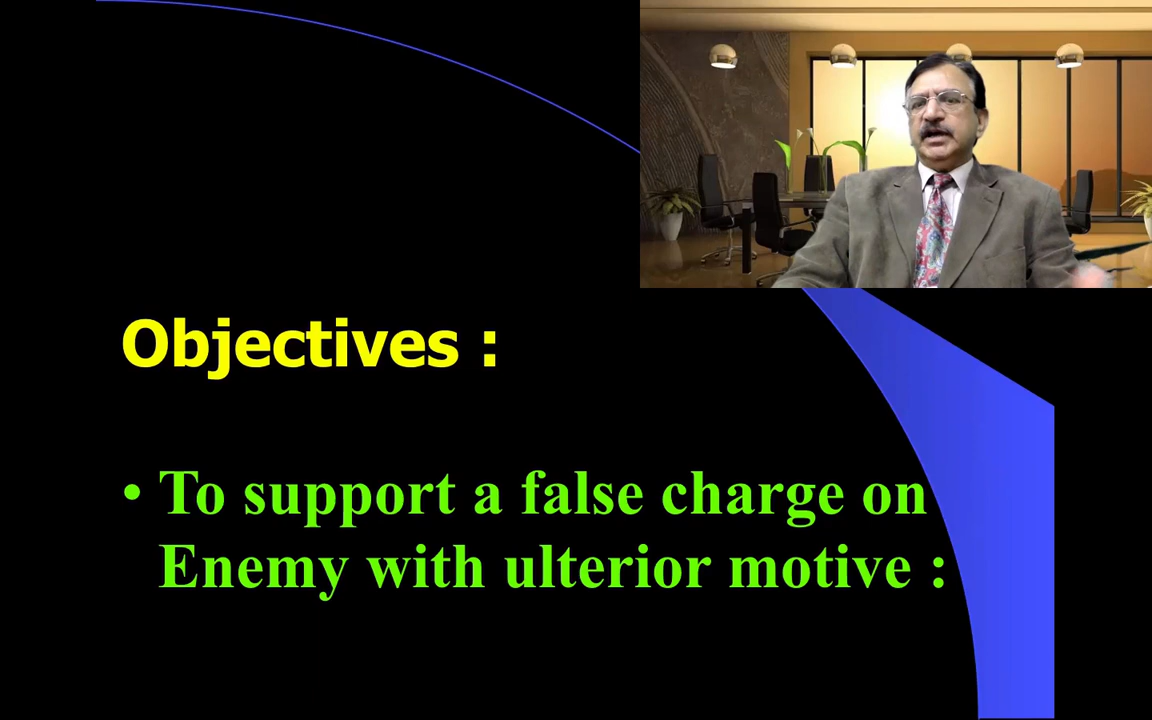 Objectives :
• To support a false charge on
Enemy with ulterior motive :